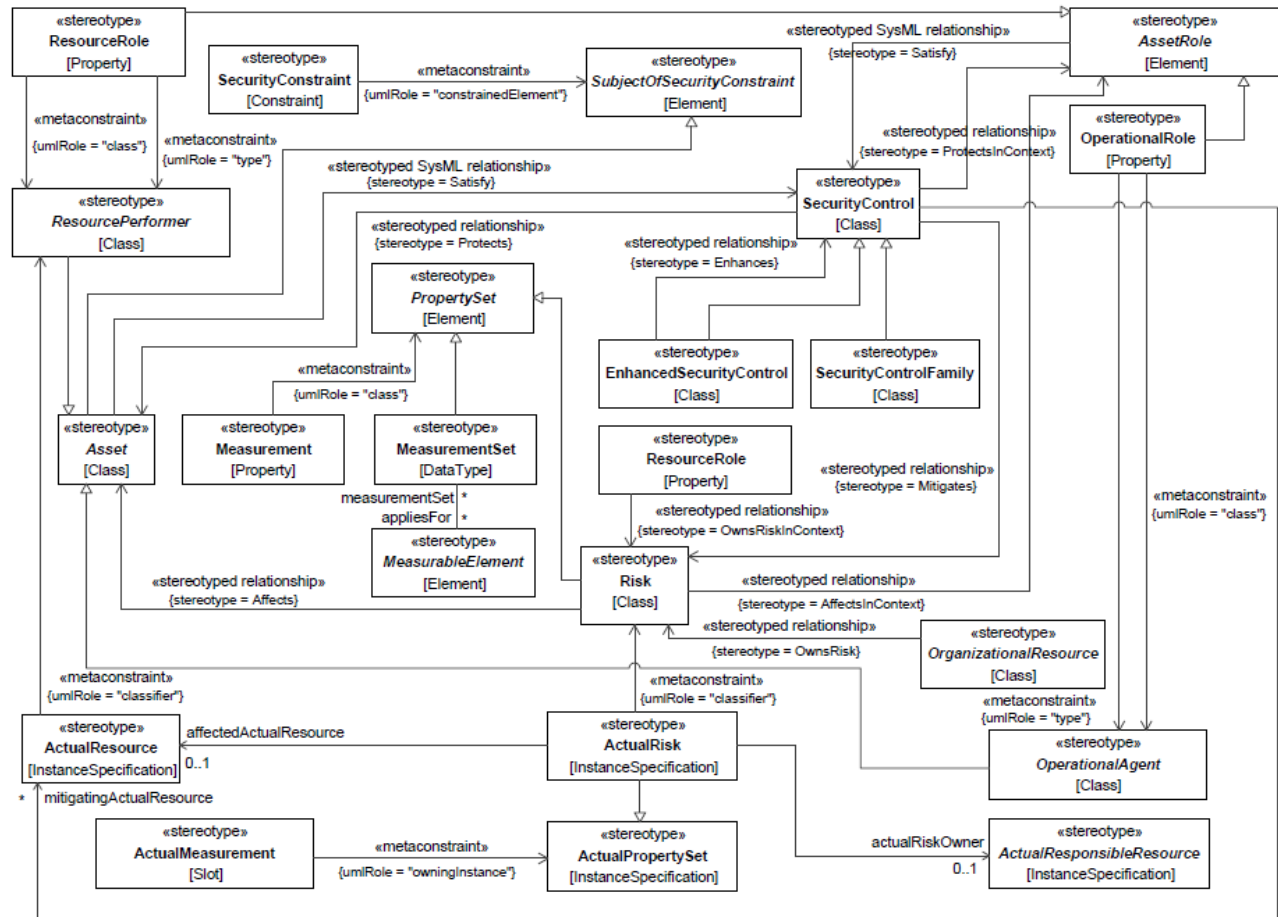 «stereotype»
ResourceRole
[Property]
«stereotype»
SecurityConstraint
[Constraint]
«metaconstraint»
{umlRole = "constrainedElement"}
«stereotype»
SubjectOfSecurityConstraint
[Element]
«stereotyped SysML relationship»
{stereotype = Satisfy}
«stereotype»
AssetRole
[Element]
«metaconstraint»
{umlRole = "class"}
«metaconstraint»
{umlRole = "type"}
«stereotyped relationship»
{stereotype = ProtectsInContext}
«stereotype»
OperationalRole
[Property]
«stereotyped SysML relationship»
{stereotype = Satisfy}
«stereotype»
ResourcePerformer
[Class]
«stereotype»
SecurityControl
[Class]
«stereotyped relationship»
{stereotype = Protects}
«stereotyped relationship»
{stereotype = Enhances}
«stereotype»
PropertySet
[Element]
«stereotype»
EnhancedSecurityControl
[Class]
«stereotype»
SecurityControlFamily
[Class]
«metaconstraint»
{umlRole = "class"}
«stereotype»
Asset
[Class]
«stereotype»
Measurement
[Property]
«stereotype»
MeasurementSet
[DataType]
«stereotype»
ResourceRole
[Property]
«stereotyped relationship»
{stereotype = Mitigates}
measurementSet
*
appliesFor
*
«stereotyped relationship»
{stereotype = OwnsRiskInContext}
«metaconstraint»
{umlRole = "class"}
«stereotype»
MeasurableElement
[Element]
«stereotype»
Risk
[Class]
«stereotyped relationship»
{stereotype = Affects}
«stereotyped relationship»
{stereotype = AffectsInContext}
«stereotyped relationship»
{stereotype = OwnsRisk}
«stereotype»
OrganizationalResource
[Class]
«metaconstraint»
{umlRole = "classifier"}
«metaconstraint»
{umlRole = "classifier"}
«metaconstraint»
{umlRole = "type"}
«stereotype»
ActualResource
[InstanceSpecification]
affectedActualResource
0..1
«stereotype»
ActualRisk
[InstanceSpecification]
«stereotype»
OperationalAgent
[Class]
*
mitigatingActualResource
«stereotype»
ActualMeasurement
[Slot]
«metaconstraint»
{umlRole = "owningInstance"}
«stereotype»
ActualPropertySet
[InstanceSpecification]
actualRiskOwner
0..1
«stereotype»
ActualResponsibleResource
[InstanceSpecification]